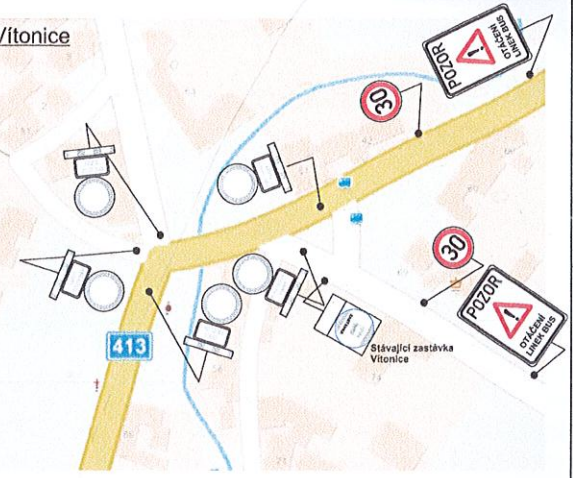 Vítonice
POZOR
OTÁČENÍ
LINEK BUS
30
30
POZOR
OTÁČENÍ
LINEK BUS
413
Stávající zastávka
Vítonice